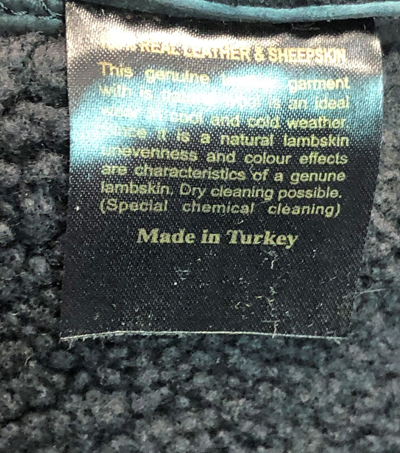 REAL LEATHER & SHEEPSKIN
This genuine garment
with is an ideal
cool and cold weather
it is a natural lambskin
unevenness and colour effects
are characteristics of a genune
lambskin. Dry cleaning possible.
(Special chemical cleaning)
Made in Turkey